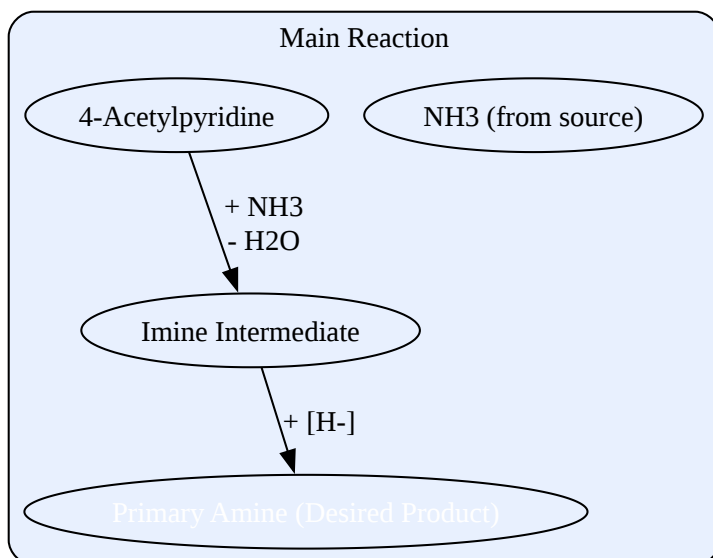 Main Reaction
4-Acetylpyridine
NH3 (from source)
+ NH3
- H2O
Imine Intermediate
+ [H-]
Primary Amine (Desired Product)